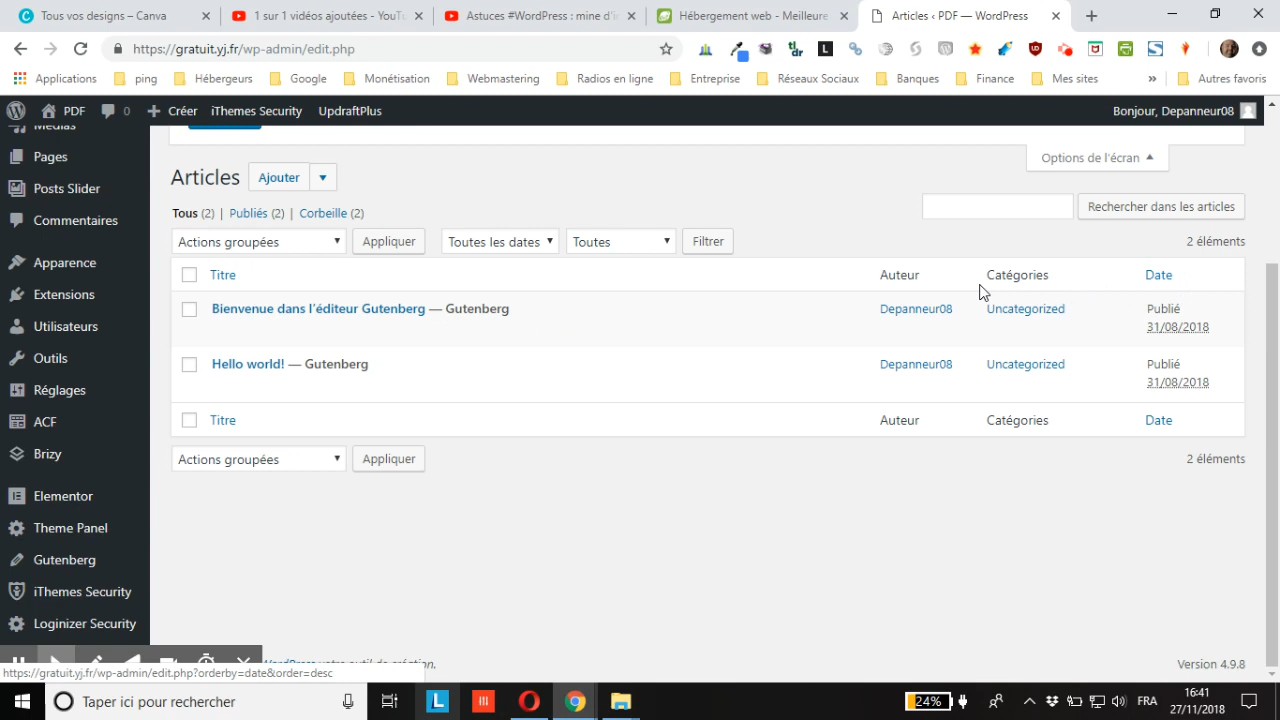 Tous vos designs – Canva
1 sur 1 vidéos ajoutées - YouTu
Astuces #WordPress : mine d'in
Hébergement web - Meilleure
Articles ‹ PDF — WordPress
https://gratuit.yj.fr/wp-admin/edit.php
Applications
ping
Hébergeurs
Google
Monétisation
Webmastering
Radios en ligne
Entreprise
Réseaux Sociaux
Banques
Finance
Mes sites
»
Autres favoris
PDF
0
Créer
iThemes Security
UpdraftPlus
Bonjour, Depanneur08
Médias
Pages
Posts Slider
Commentaires
Apparence
Extensions
Utilisateurs
Outils
Réglages
ACF
Brizy
Elementor
Theme Panel
Gutenberg
iThemes Security
Loginizer Security
Options de l'écran
Articles
Ajouter
Tous (2) | Publiés (2) | Corbeille (2)
Rechercher dans les articles
Actions groupées
Appliquer
Toutes les dates
Toutes
Filtrer
2 éléments
Titre Auteur Catégories Date
Bienvenue dans l'éditeur Gutenberg — Gutenberg Depanneur08 Uncategorized Publié
31/08/2018
Hello world! — Gutenberg Depanneur08 Uncategorized Publié
31/08/2018
Titre Auteur Catégories Date
Actions groupées
Appliquer
2 éléments
WordPress votre outil de création.
Version 4.9.8
https://gratuit.yj.fr/wp-admin/edit.php?orderby=date&order=desc
Taper ici pour rechercher
24%
FRA
16:41
27/11/2018